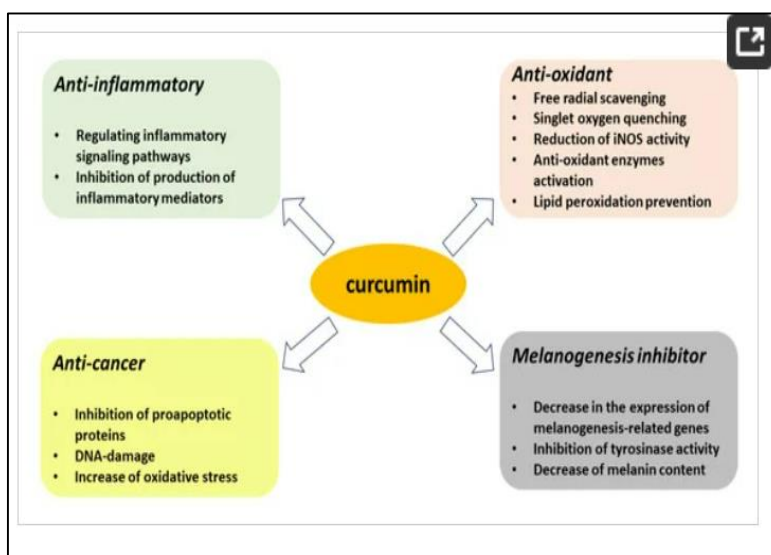 Anti-inflammatory
• Regulating inflammatory
signaling pathways
• Inhibition of production of
inflammatory mediators
Anti-oxidant
• Free radial scavenging
• Singlet oxygen quenching
• Reduction of iNOS activity
• Anti-oxidant enzymes
activation
• Lipid peroxidation prevention
curcumin
Anti-cancer
• Inhibition of proapoptotic
proteins
• DNA-damage
• Increase of oxidative stress
Melanogenesis inhibitor
• Decrease in the expression of
melanogenesis-related genes
• Inhibition of tyrosinase activity
• Decrease of melanin content